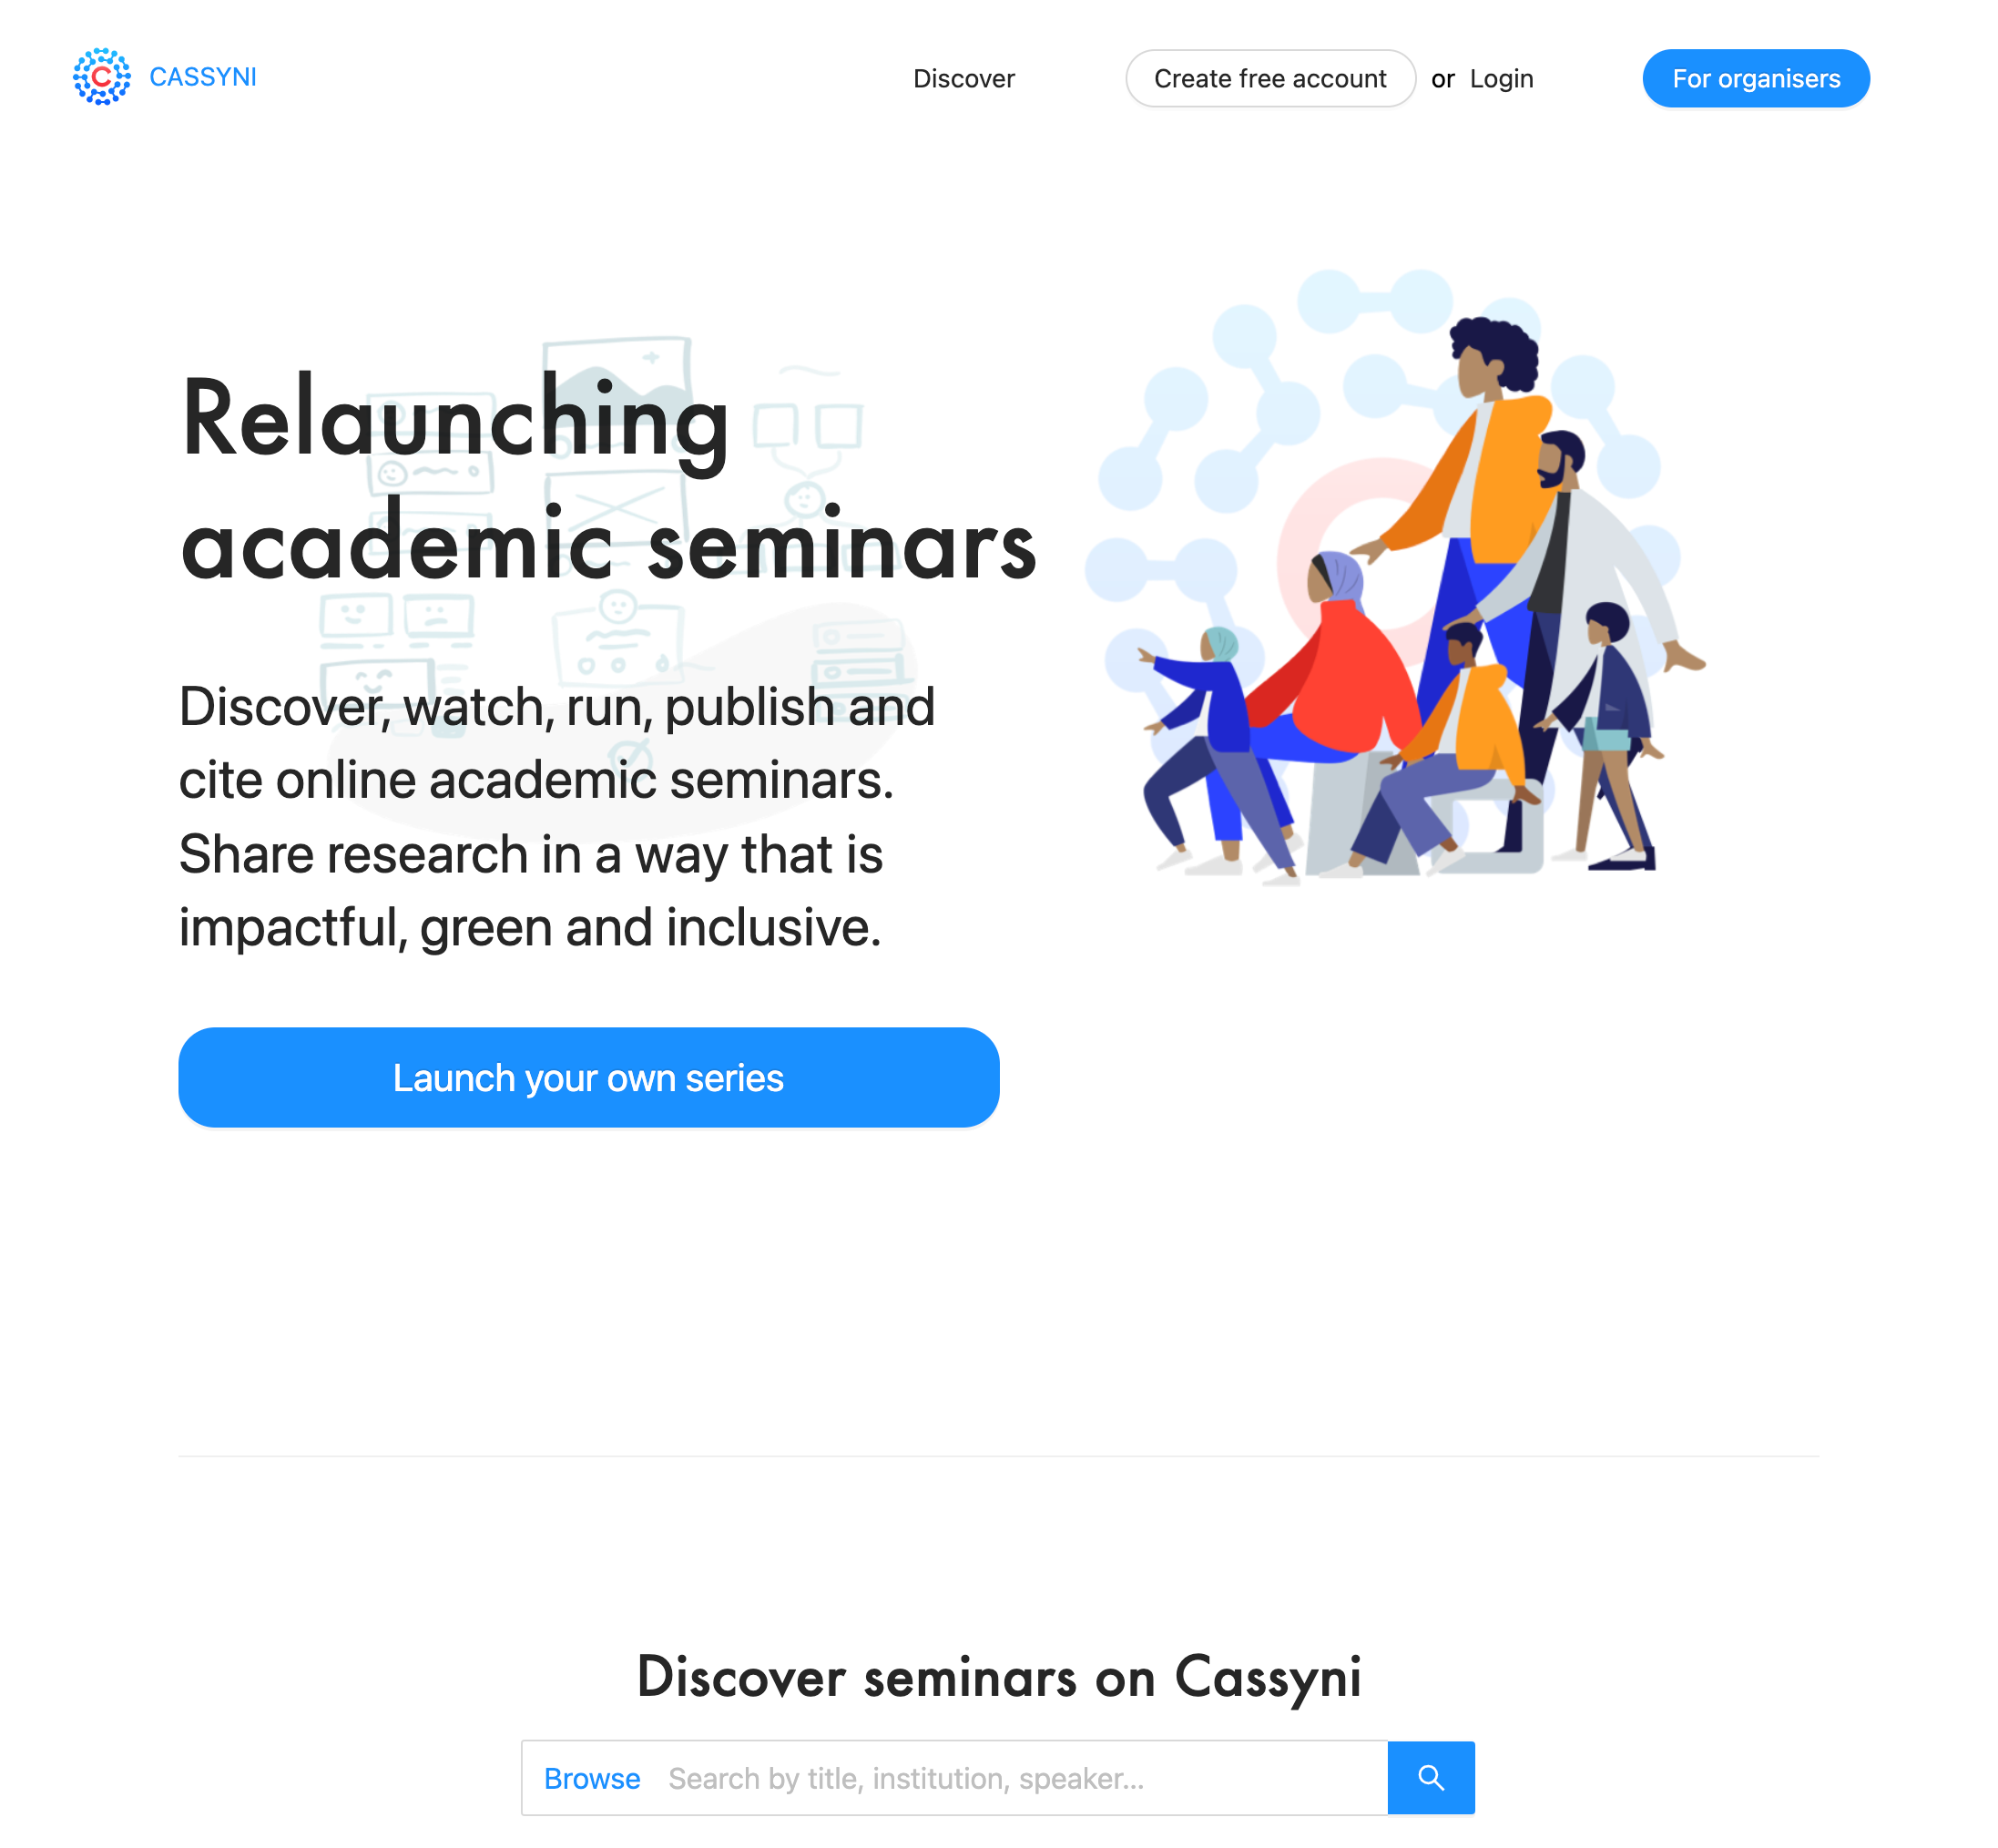 CASSYNI
Discover
Create free account or Login
For organisers
Relaunching
academic seminars
Discover, watch, run, publish and
cite online academic seminars.
Share research in a way that is
impactful, green and inclusive.
Launch your own series
Discover seminars on Cassyni
Browse Search by title, institution, speaker...